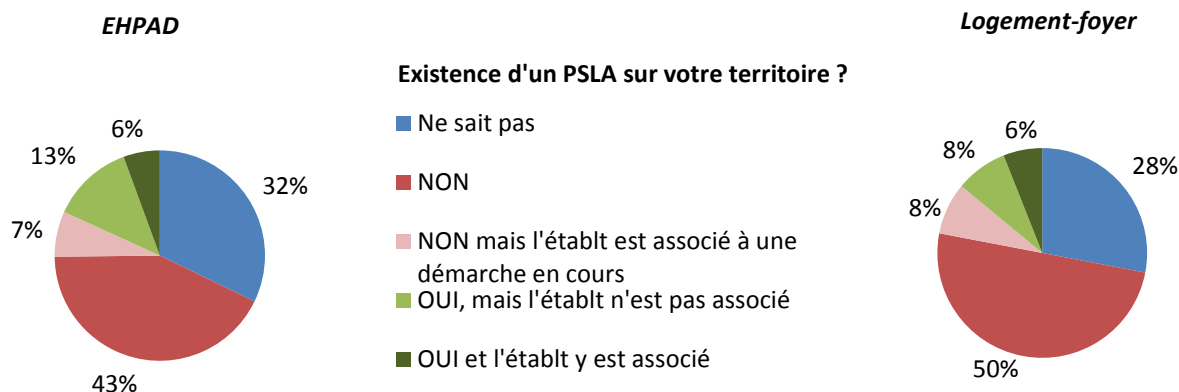 EHPAD
Logement-foyer
Existence d'un PSLA sur votre territoire ?
Ne sait pas
NON
NON mais l'établt est associé à une
démarche en cours
OUI, mais l'établt n'est pas associé
OUI et l'établt y est associé
6%
13%
32%
7%
43%
6%
8%
28%
8%
50%